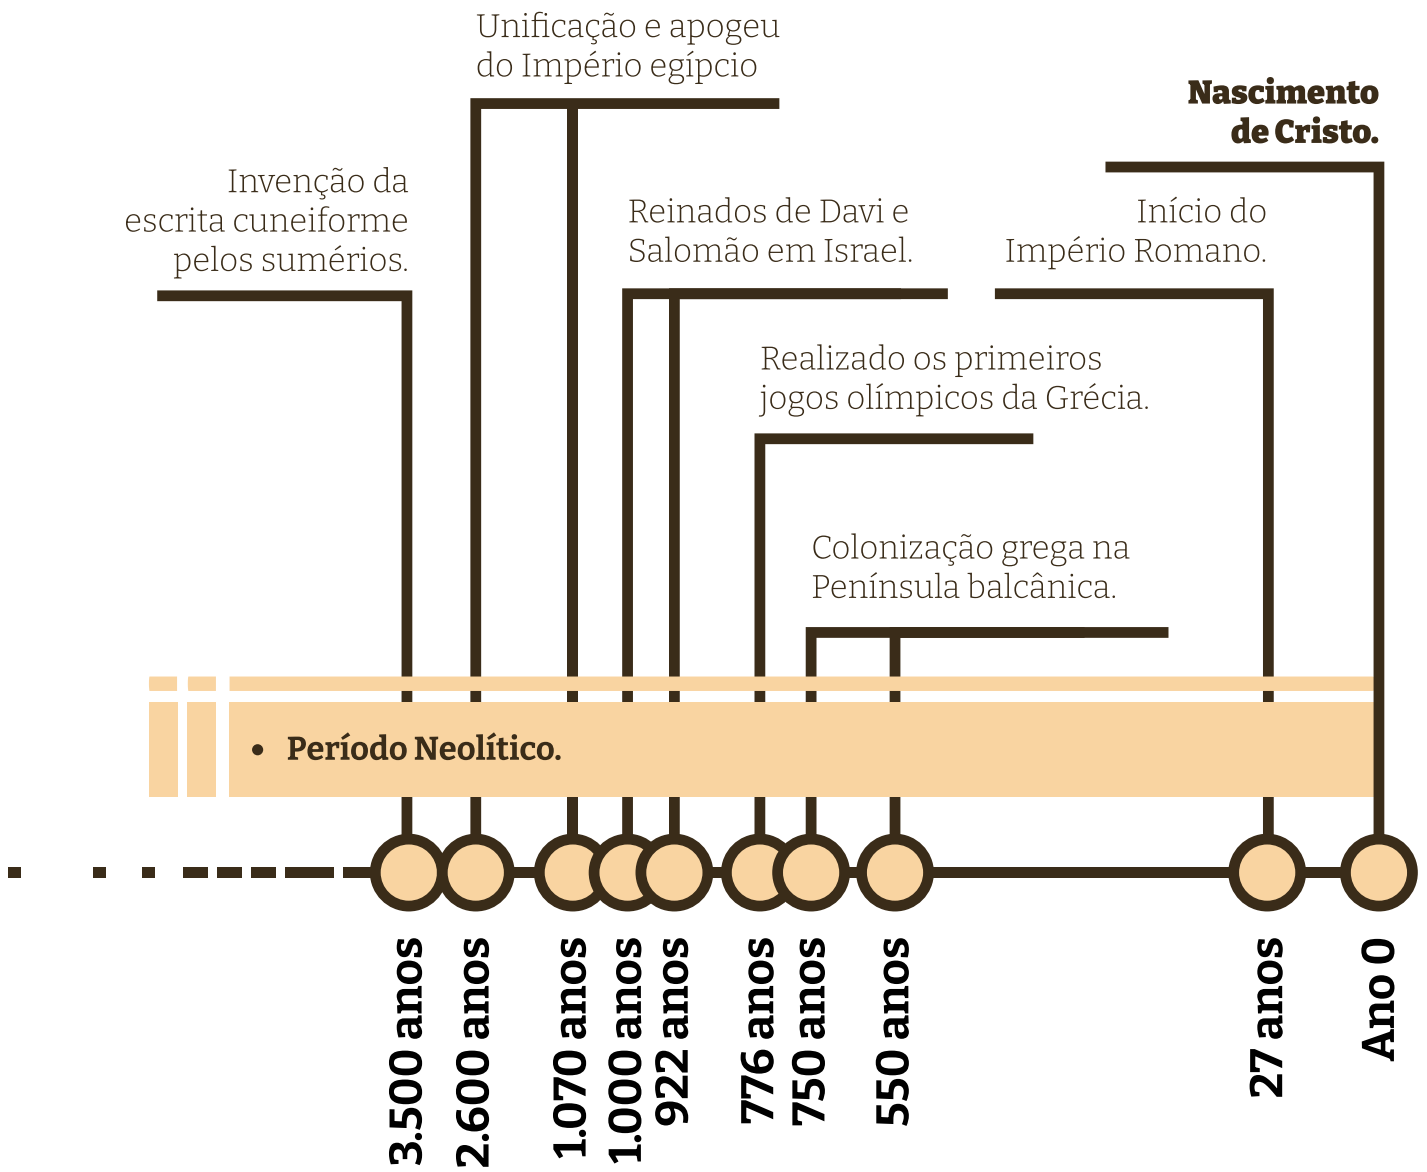 Unificação e apogeu
do Império egípcio
Nascimento
de Cristo.
Invenção da
escrita cuneiforme
pelos sumérios.
Reinados de Davi e
Salomão em Israel.
Início do
Império Romano.
Realizado os primeiros
jogos olímpicos da Grécia.
Colonização grega na
Península balcânica.
• Período Neolítico.
3.500 anos
2.600 anos
1.070 anos
1.000 anos
922 anos
776 anos
750 anos
550 anos
27 anos
Ano 0